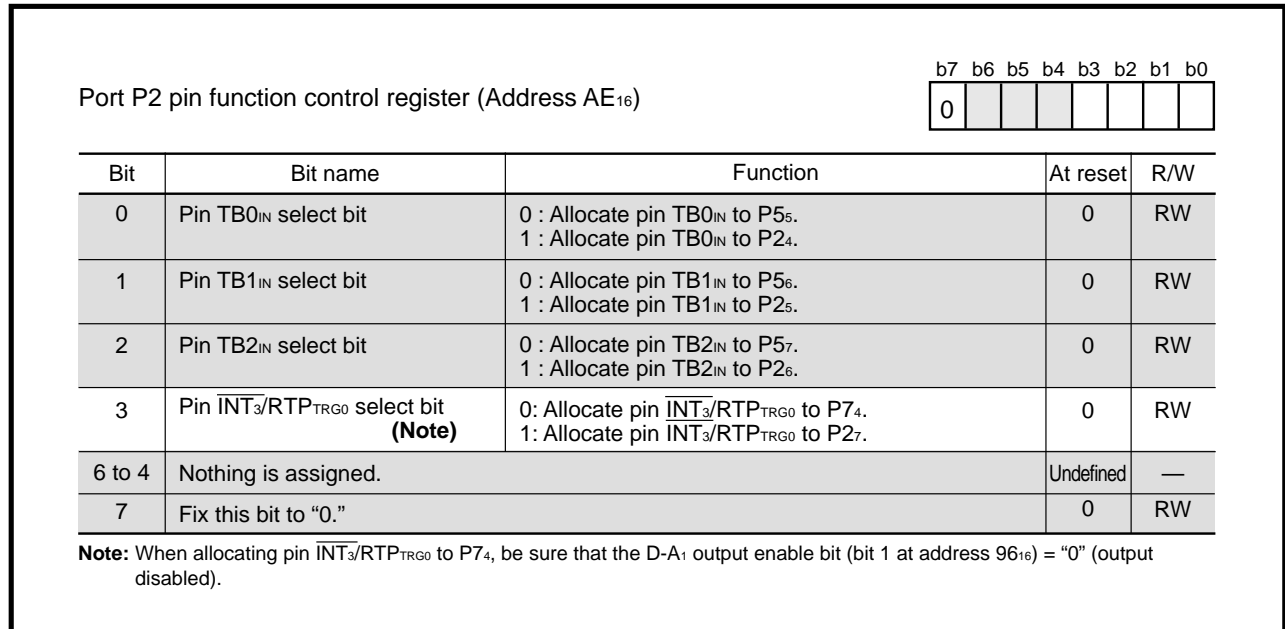 b7 b6 b5 b4 b3 b2 b1 b0
Port P2 pin function control register (Address AE16)
0
Bit Bit name Function At reset R/W
0 Pin TB0IN select bit 0 : Allocate pin TB0IN to P55. 0 RW
1 : Allocate pin TB0IN to P24.
1 Pin TB1IN select bit 0 : Allocate pin TB1IN to P56. 0 RW
1 : Allocate pin TB1IN to P25.
2 Pin TB2IN select bit 0 : Allocate pin TB2IN to P57. 0 RW
1 : Allocate pin TB2IN to P26.
3 Pin INT3/RTPTRG0 select bit 0: Allocate pin INT3/RTPTRG0 to P74. 0 RW
(Note) 1: Allocate pin INT3/RTPTRG0 to P27.
6 to 4 Nothing is assigned. Undefined —
7 Fix this bit to “0.” 0 RW
Note: When allocating pin INT3/RTPTRG0 to P74, be sure that the D-A1 output enable bit (bit 1 at address 9616) = “0” (output
disabled).